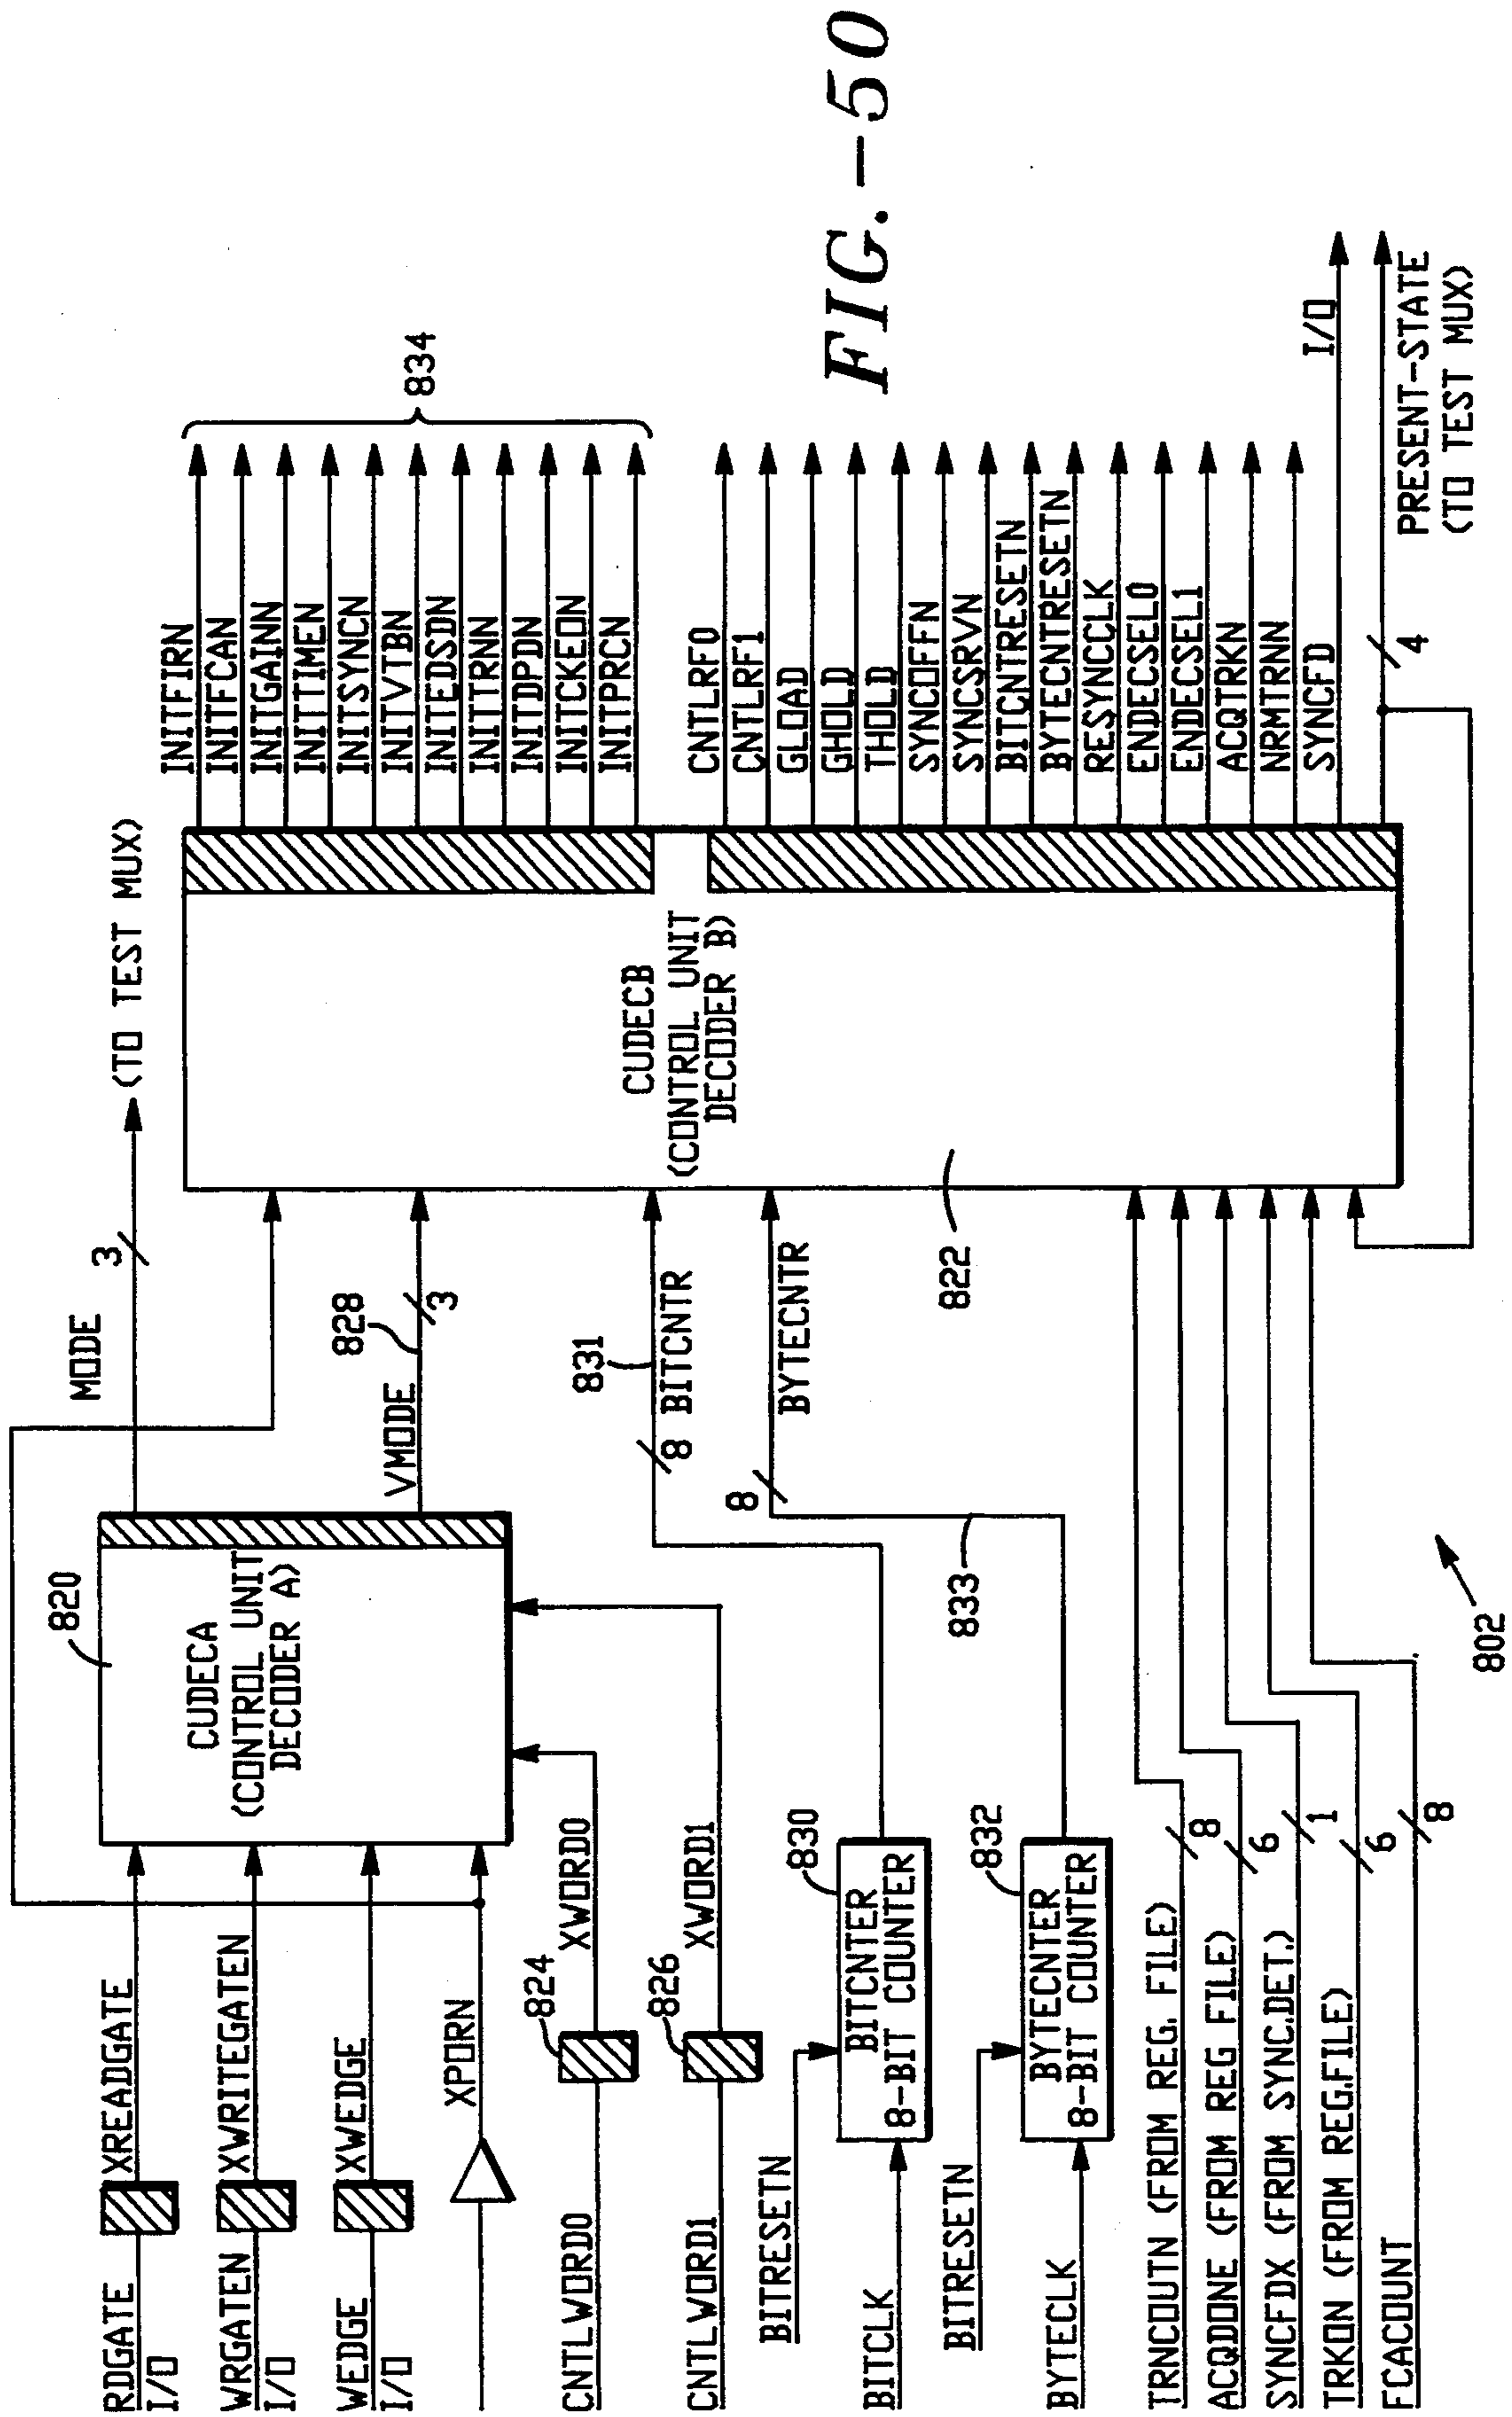 RDGATE
I/O
XREADGATE
WRGATEN
I/O
XWRITEGATEN
WEDGE
I/O
XWEDGE
XPORN
CNTLWORD0
824
XWORD0
CNTLWORD1
826
XWORD1
820
CUDECA
(CONTROL UNIT
DECODER A)
MODE
3
(TO TEST MUX)
VMODE
828
3
BITRESETN
BITCLK
BITCNTER
8-BIT COUNTER
830
8
BITCNTR
831
BITRESETN
BYTECLK
BYTECNTER
8-BIT COUNTER
832
8
BYTECNTR
833
TRNCOUTN (FROM REG. FILE)
8
ACQDONE (FROM REG FILE)
6
SYNCFDX (FROM SYNC.DET.)
1
TRKON (FROM REG.FILE)
6
FCACOUNT
8
CUDECB
(CONTROL UNIT
DECODER B)
822
INITFIRN
INITFCAN
INITGAINN
INITIMEN
INITSYNCN
INITVTBN
INITEDSDN
INITTRNN
INITDPDN
INITCKEON
INITPRCN
834
CNTLRF0
CNTLRF1
GLOAD
GHOLD
THOLD
SYNCOFFN
SYNCSRVN
BITCNTRESETN
BYTECNTRESETN
RESYNCCLK
ENDECSEL0
ENDECSEL1
ACQTRKN
NRMTRNN
SYNCFD
I/O
4
PRESENT-STATE
(TO TEST MUX)
802
FIG.-50